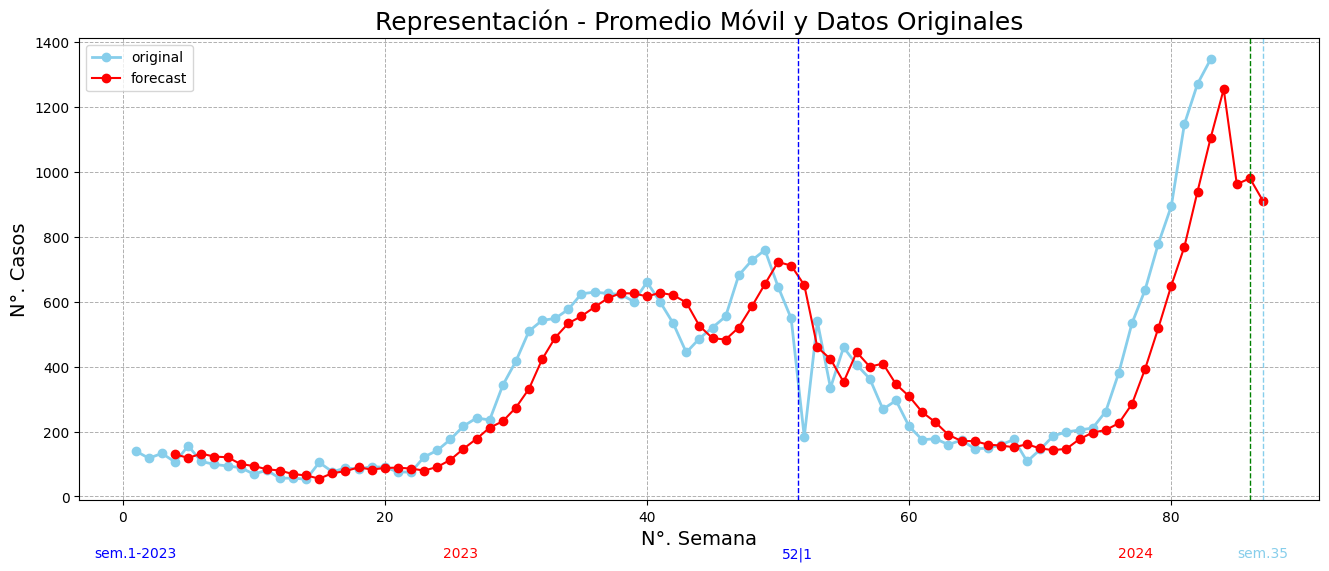 Representación - Promedio Móvil y Datos Originales
original
forecast
N°. Casos
1400
1200
1000
800
600
400
200
0
0 20 40 60 80
N°. Semana
sem.1-2023 2023 52|1 2024 sem.35